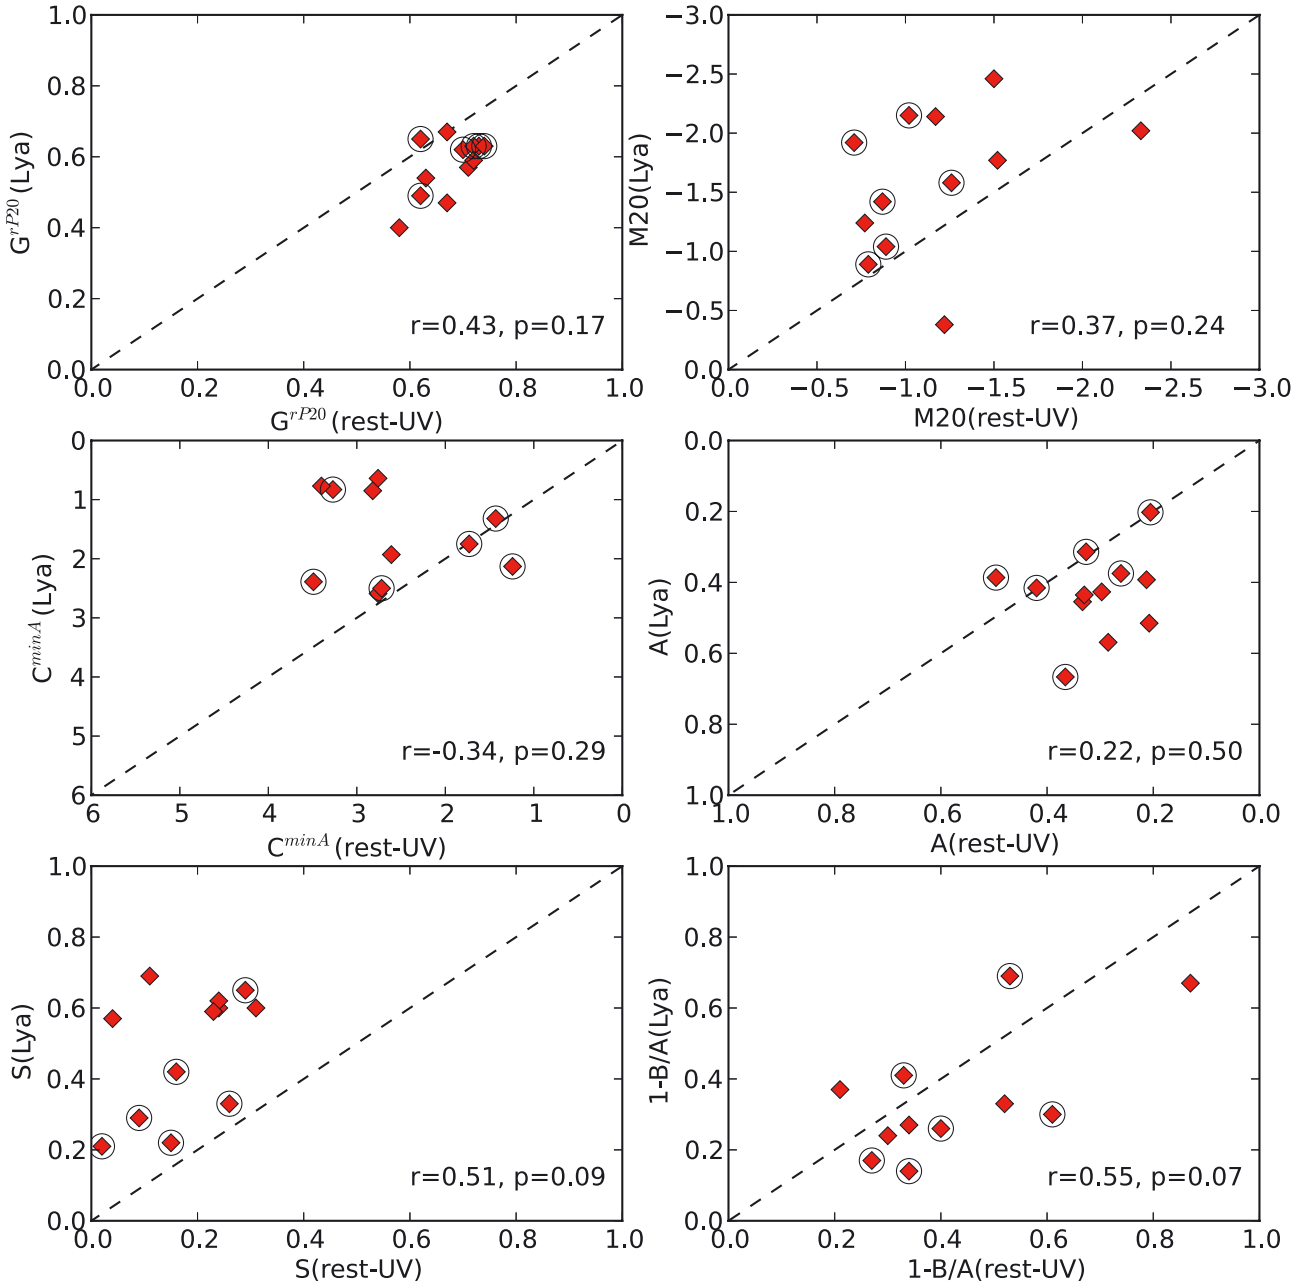 1.0
0.8
0.6
0.4
0.2
0.0
G^{rP20}(Lya)
r=0.43, p=0.17
0.0 0.2 0.4 0.6 0.8 1.0
G^{rP20}(rest-UV)
−3.0
−2.5
−2.0
−1.5
−1.0
−0.5
0.0
M20(Lya)
r=0.37, p=0.24
0.0 −0.5 −1.0 −1.5 −2.0 −2.5 −3.0
M20(rest-UV)
0
1
2
3
4
5
6
C^{minA}(Lya)
r=-0.34, p=0.29
6 5 4 3 2 1 0
C^{minA}(rest-UV)
0.0
0.2
0.4
0.6
0.8
1.0
A(Lya)
r=0.22, p=0.50
1.0 0.8 0.6 0.4 0.2 0.0
A(rest-UV)
1.0
0.8
0.6
0.4
0.2
0.0
S(Lya)
r=0.51, p=0.09
0.0 0.2 0.4 0.6 0.8 1.0
S(rest-UV)
1.0
0.8
0.6
0.4
0.2
0.0
1-B/A(Lya)
r=0.55, p=0.07
0.0 0.2 0.4 0.6 0.8 1.0
1-B/A(rest-UV)